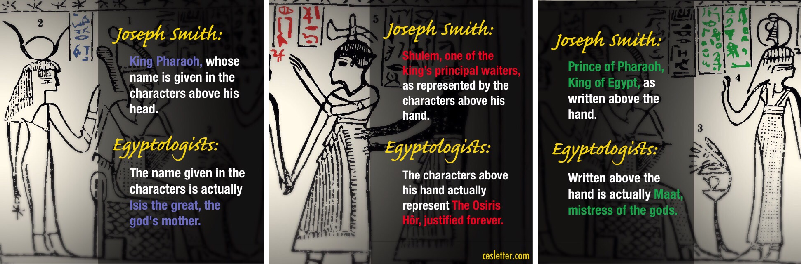 2
1
Joseph Smith:
King Pharaoh, whose
name is given in the
characters above his
head.
Egyptologists:
The name given in the
characters is actually
Isis the great, the
god's mother.
5
Joseph Smith:
Shulem, one of the
king's principal waiters,
as represented by the
characters above his
hand.
Egyptologists:
The characters above
his hand actually
represent The Osiris
Hôr, justified forever.
cesletter.com
Joseph Smith:
Prince of Pharaoh,
King of Egypt, as
written above the
hand.
Egyptologists:
Written above the
hand is actually Maat,
mistress of the gods.
4
3